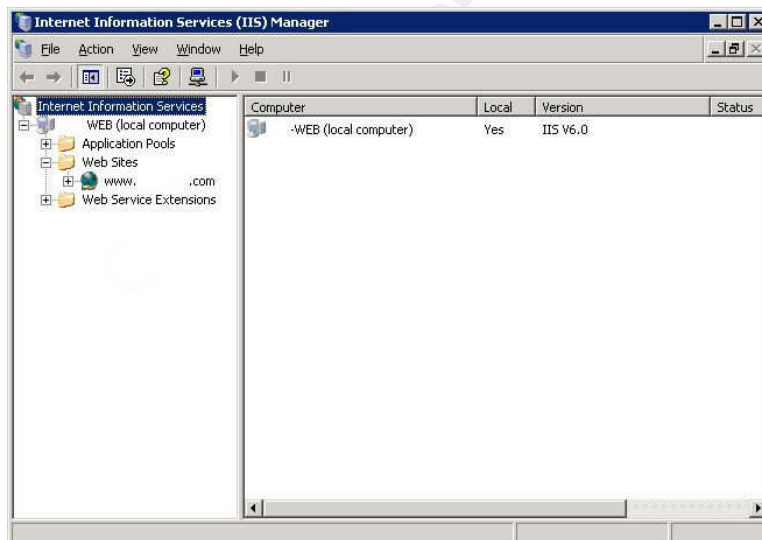 Internet Information Services (IIS) Manager
File Action View Window Help
Internet Information Services
WEB (local computer)
Application Pools
Web Sites
www. .com
Web Service Extensions
Computer Local Version Status
-WEB (local computer) Yes IIS V6.0